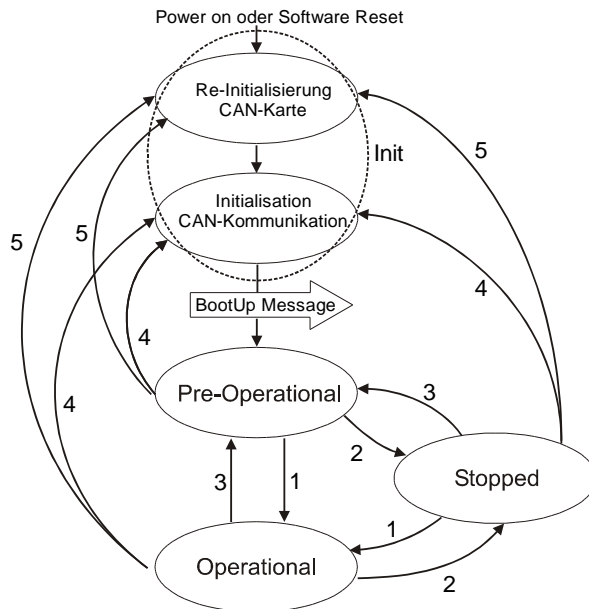 Power on oder Software Reset
Re-Initialisierung
CAN-Karte
Init
5
Initialisation
CAN-Kommunikation
5
5
4
BootUp Message
4
4
3
Pre-Operational
2
3
1
Stopped
1
Operational
2